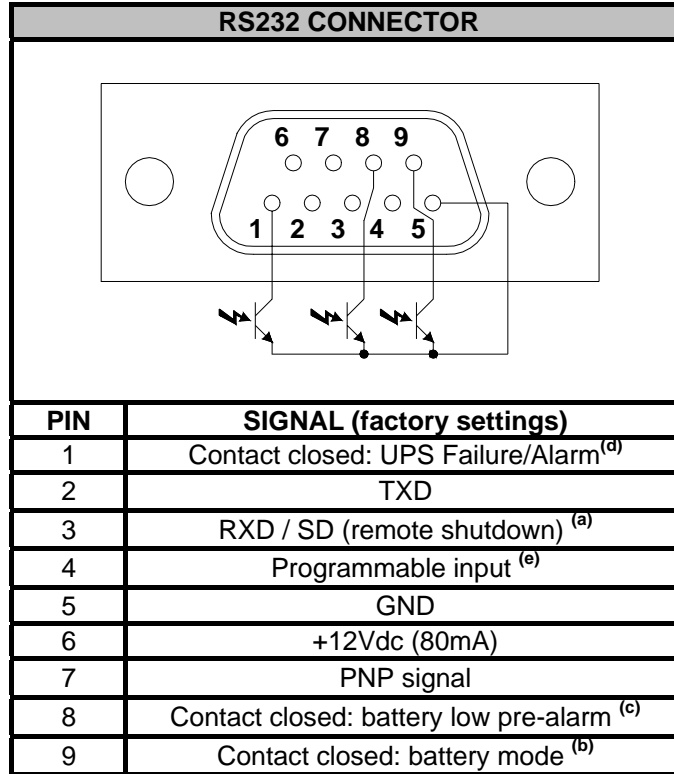 RS232 CONNECTOR
6 7 8 9
1 2 3 4 5
PIN SIGNAL (factory settings)
1 Contact closed: UPS Failure/Alarm(d)
2 TXD
3 RXD / SD (remote shutdown) (a)
4 Programmable input (e)
5 GND
6 +12Vdc (80mA)
7 PNP signal
8 Contact closed: battery low pre-alarm (c)
9 Contact closed: battery mode (b)